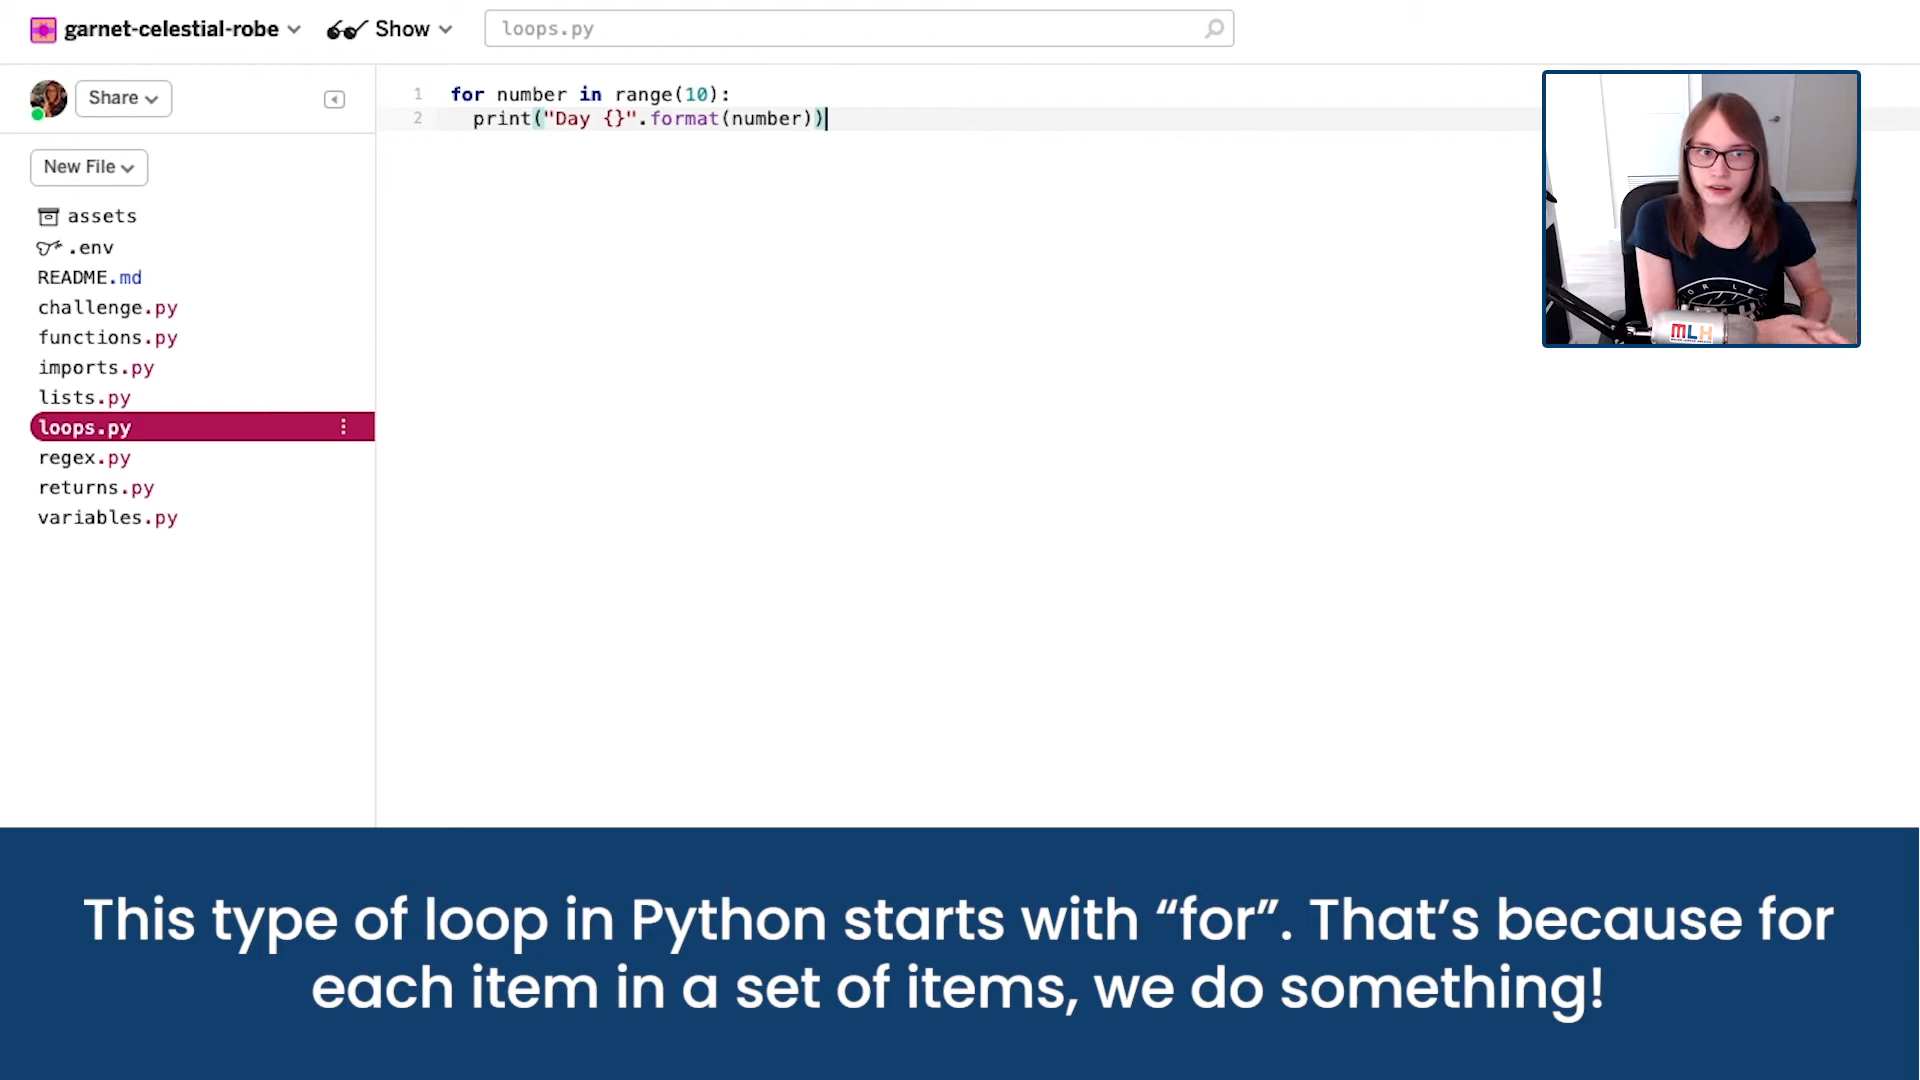 garnet-celestial-robe Show loops.py
Share
1 for number in range(10):
2 print("Day {}".format(number))
New File
assets
.env
README.md
challenge.py
functions.py
imports.py
lists.py
loops.py
regex.py
returns.py
variables.py
MLH
This type of loop in Python starts with “for”. That’s because for
each item in a set of items, we do something!